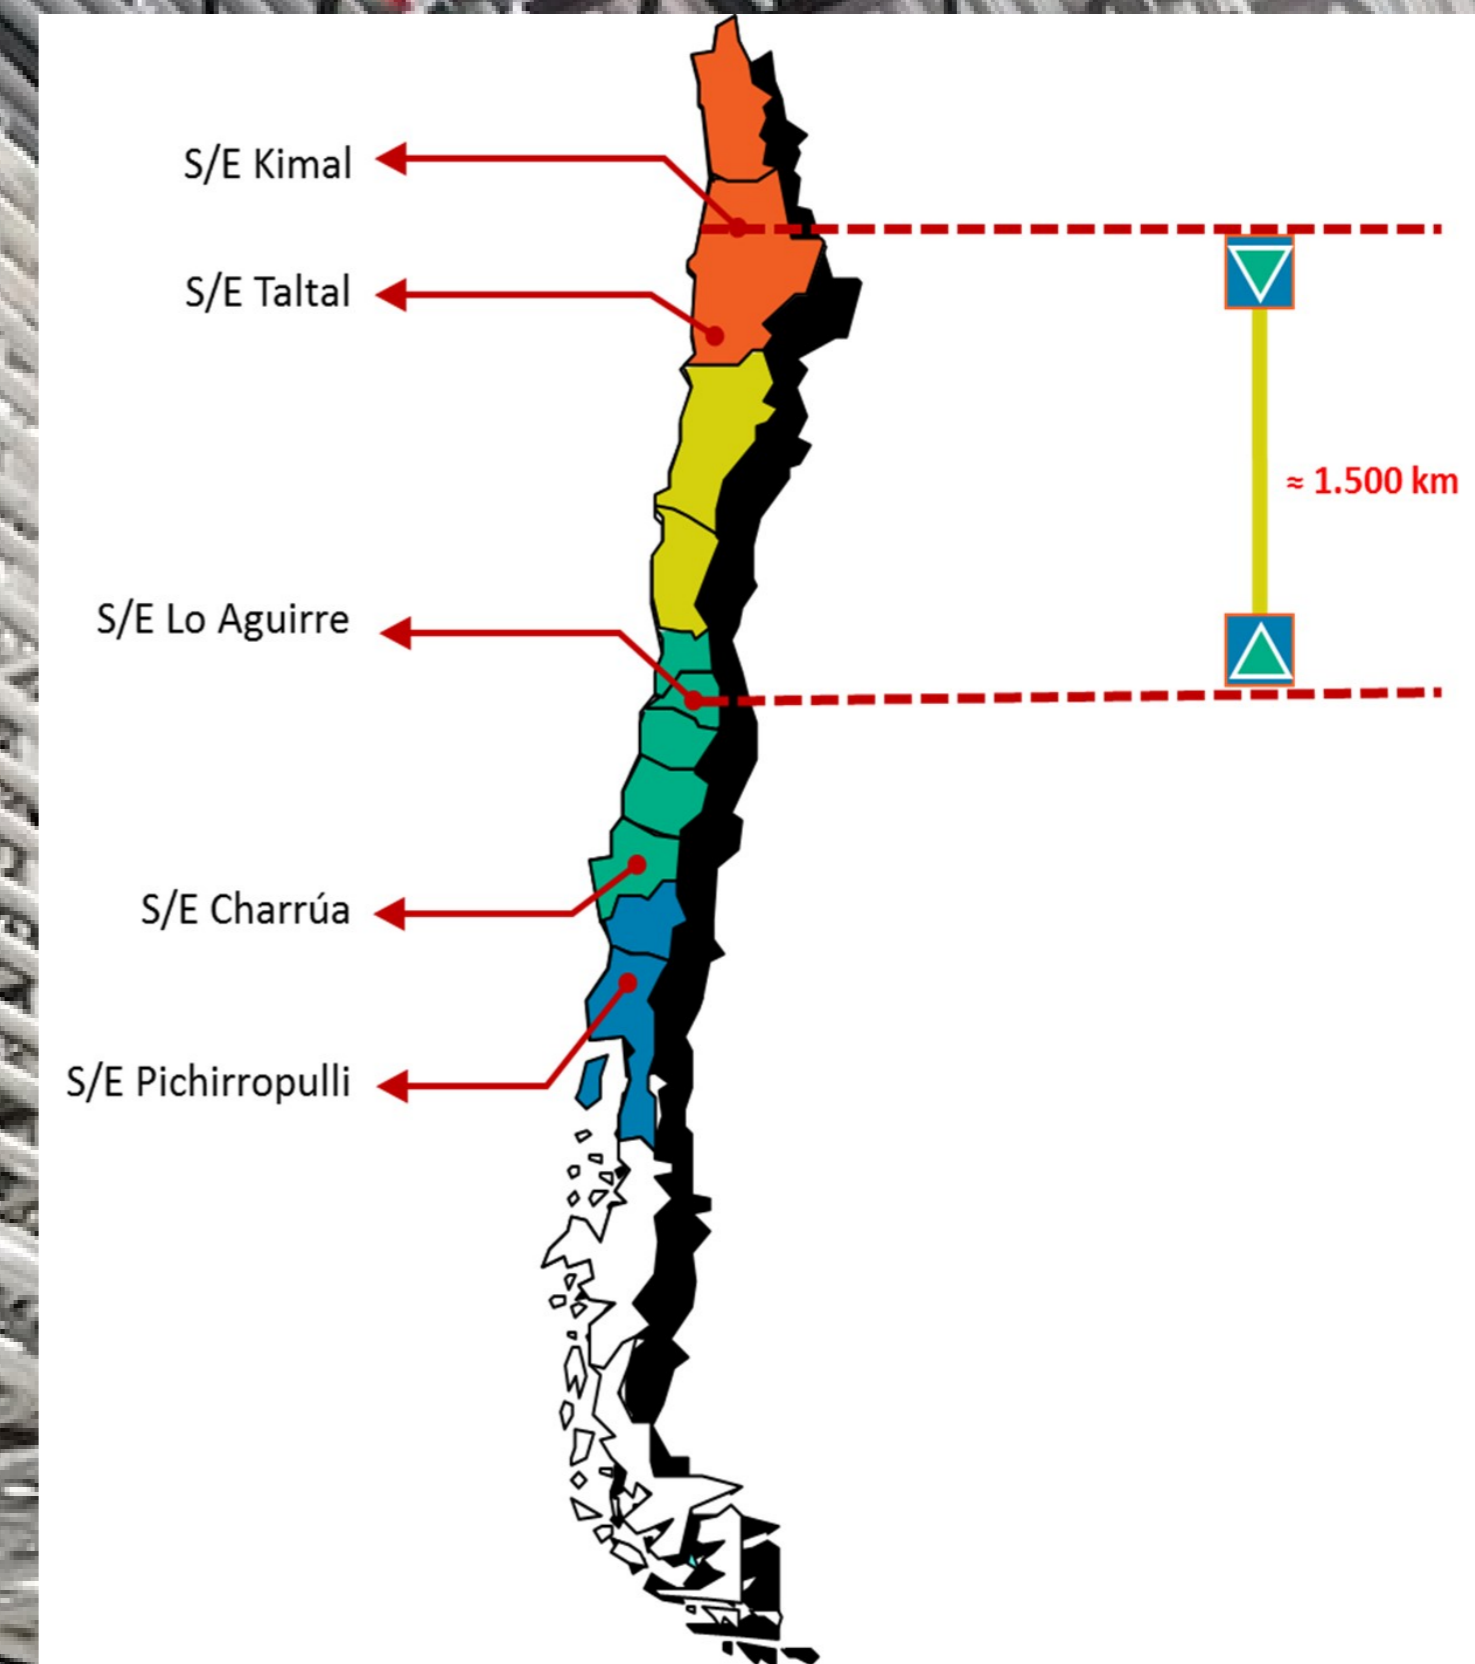 S/E Kimal
S/E Taltal
≈ 1.500 km
S/E Lo Aguirre
S/E Charrúa
S/E Pichirropulli